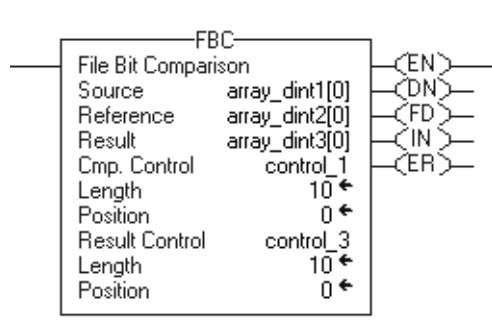 FBC
File Bit Comparison
Source array_dint1[0]
Reference array_dint2[0]
Result array_dint3[0]
Cmp. Control control_1
Length 10
Position 0
Result Control control_3
Length 10
Position 0
EN
DN
FD
IN
ER